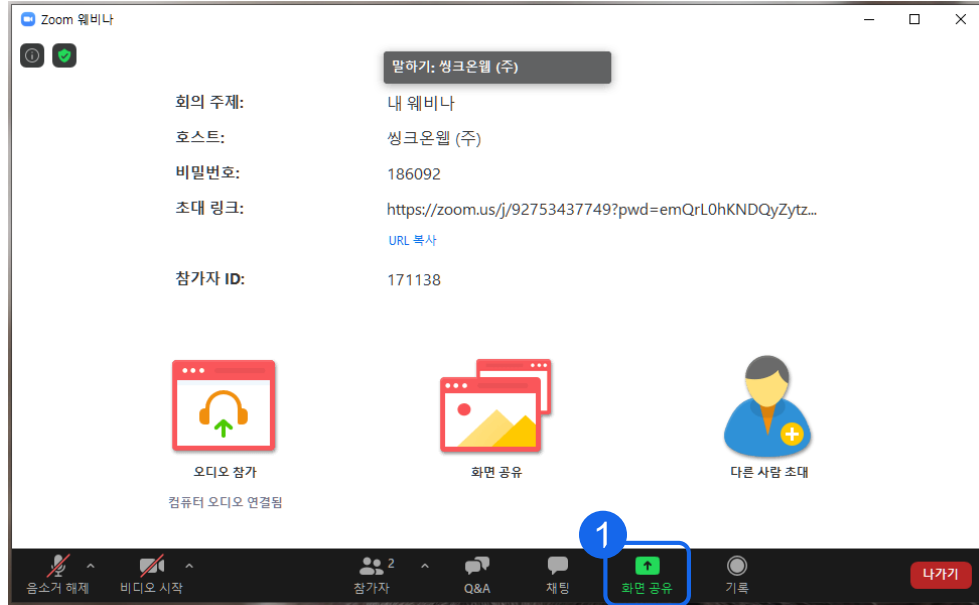 Zoom 웨비나
말하기: 씽크온웹 (주)
회의 주제: 내 웨비나
호스트: 씽크온웹 (주)
비밀번호: 186092
초대 링크: https://zoom.us/j/92753437749?pwd=emQrL0hKNDQyZytz...
URL 복사
참가자 ID: 171138
오디오 참가 화면 공유 다른 사람 초대
컴퓨터 오디오 연결됨
1
2
음소거 해제 비디오 시작 참가자 Q&A 채팅 화면 공유 기록 나가기